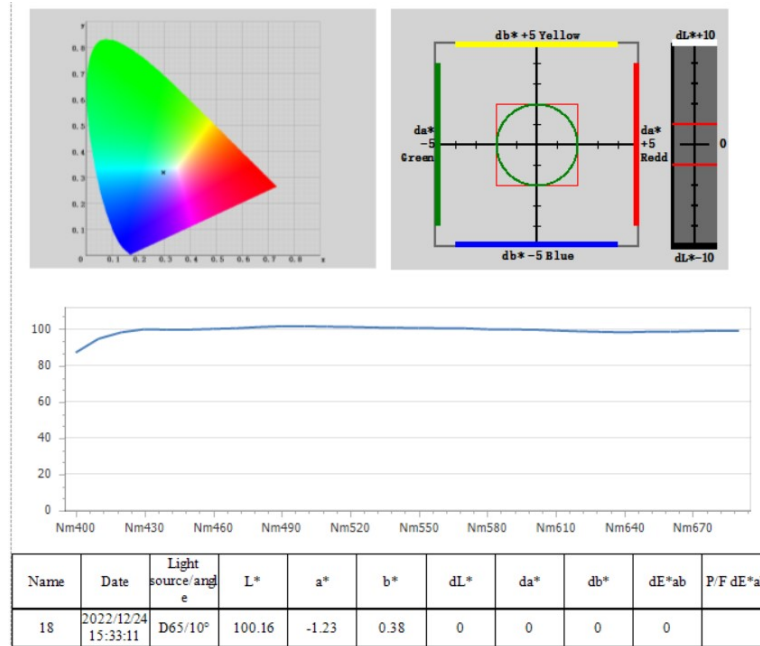 y
0.8
0.7
0.6
0.5
0.4
0.3
0.2
0.1
0 0.1 0.2 0.3 0.4 0.5 0.6 0.7 0.8 0.9 x
db* +5 Yellow
da*
-5
Green
da*
+5
Redd
db* -5 Blue
dL*+10
0
dL*-10
100
80
60
40
20
0
Nm400 Nm430 Nm460 Nm490 Nm520 Nm550 Nm580 Nm610 Nm640 Nm670
Name Date Light source/angle L* a* b* dL* da* db* dE*ab P/F dE*a
18 2022/12/24 15:33:11 D65/10° 100.16 -1.23 0.38 0 0 0 0